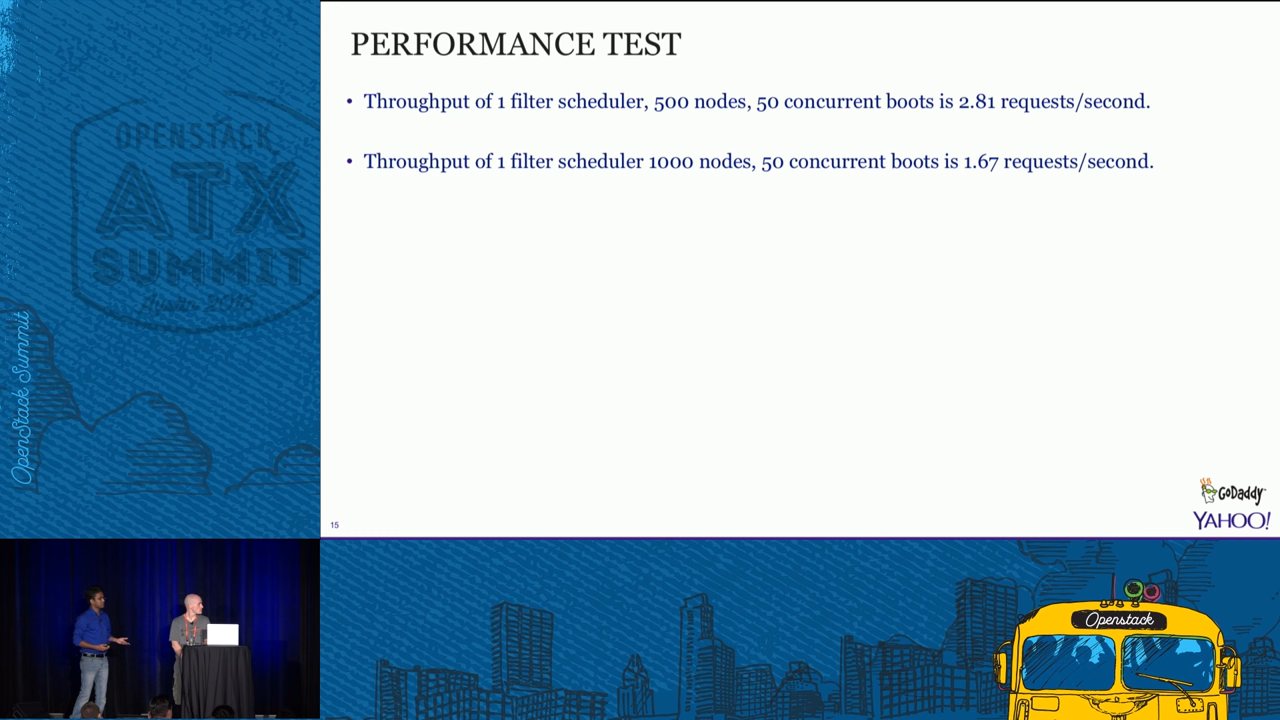 PERFORMANCE TEST
• Throughput of 1 filter scheduler, 500 nodes, 50 concurrent boots is 2.81 requests/second.
• Throughput of 1 filter scheduler 1000 nodes, 50 concurrent boots is 1.67 requests/second.
OPENSTACK
ATX
SUMMIT
Austin 2016
OpenStack Summit
GoDaddy
YAHOO!
15
Openstack